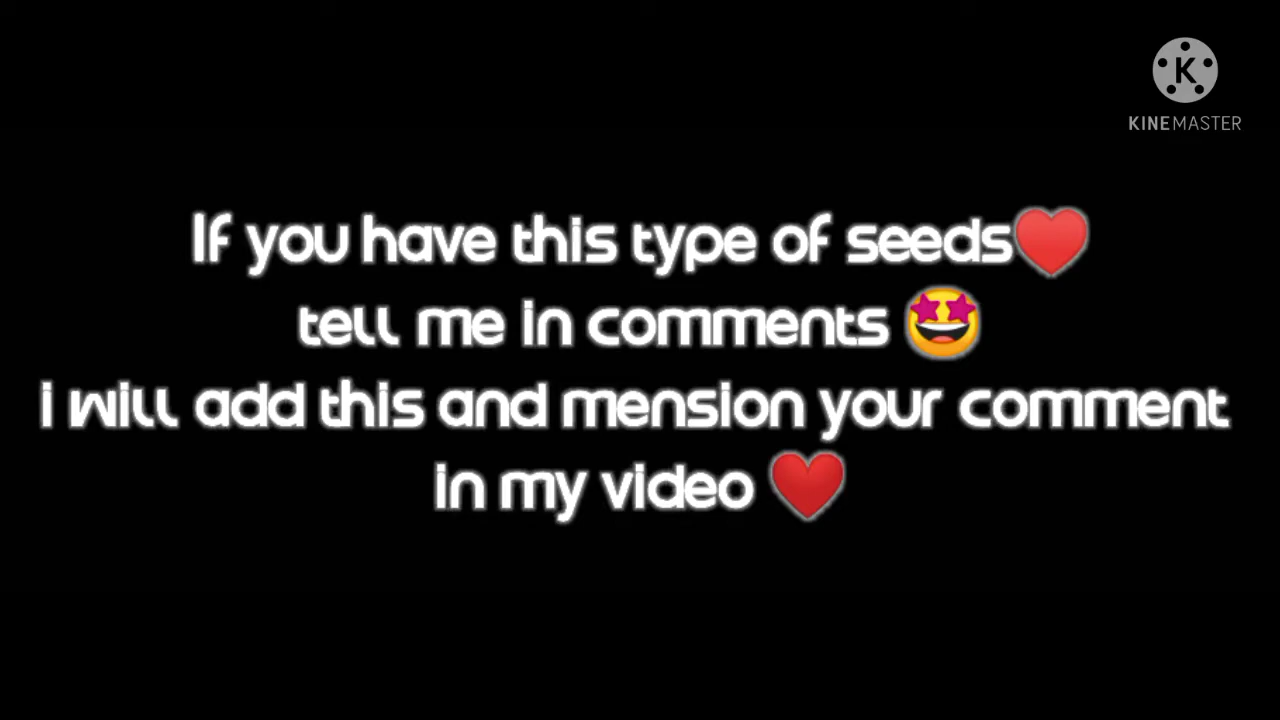 K
KINEMASTER
If you have this type of seeds♥️
tell me in comments 🤩
i will add this and mension your comment
in my video ❤️